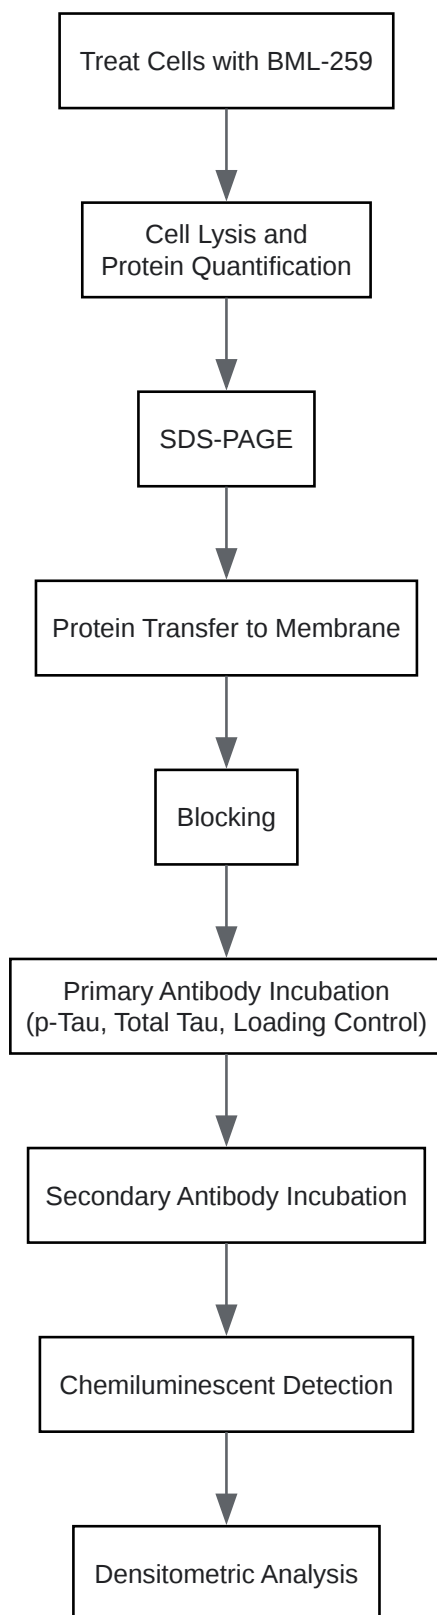 Treat Cells with BML-259
Cell Lysis and
Protein Quantification
SDS-PAGE
Protein Transfer to Membrane
Blocking
Primary Antibody Incubation
(p-Tau, Total Tau, Loading Control)
Secondary Antibody Incubation
Chemiluminescent Detection
Densitometric Analysis